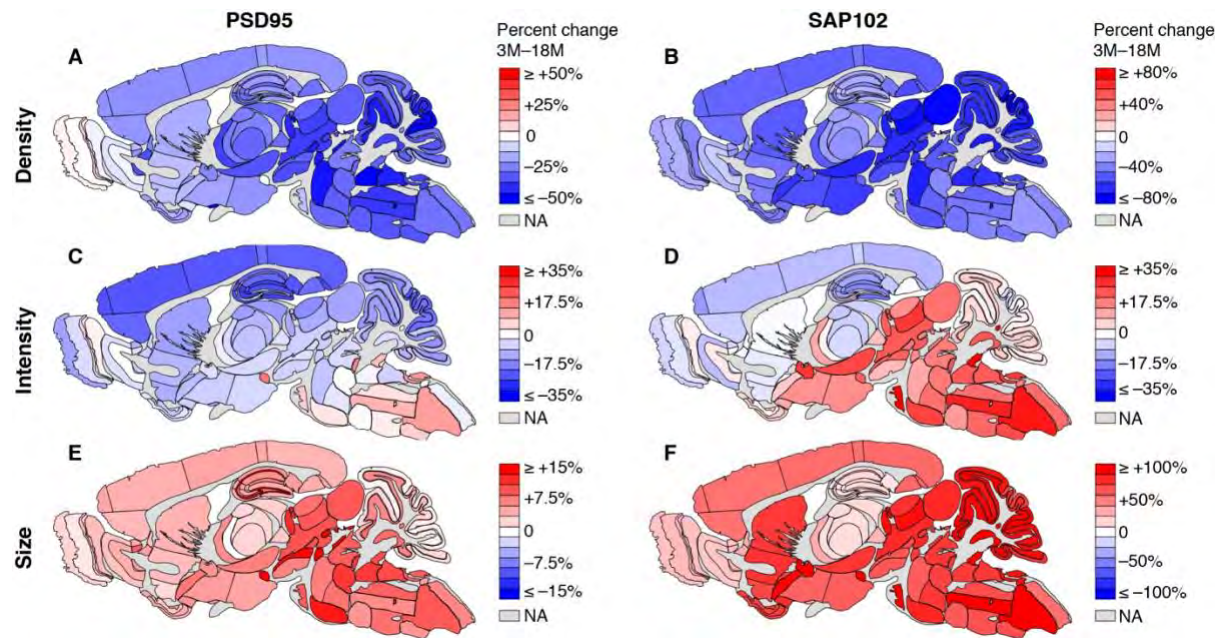 PSD95
SAP102
A
Percent change
3M–18M
≥ +50%
+25%
0
−25%
≤ −50%
NA
B
Percent change
3M–18M
≥ +80%
+40%
0
−40%
≤ −80%
NA
Density
C
≥ +35%
+17.5%
0
−17.5%
≤ −35%
NA
D
≥ +35%
+17.5%
0
−17.5%
≤ −35%
NA
Intensity
E
≥ +15%
+7.5%
0
−7.5%
≤ −15%
NA
F
≥ +100%
+50%
0
−50%
≤ −100%
NA
Size